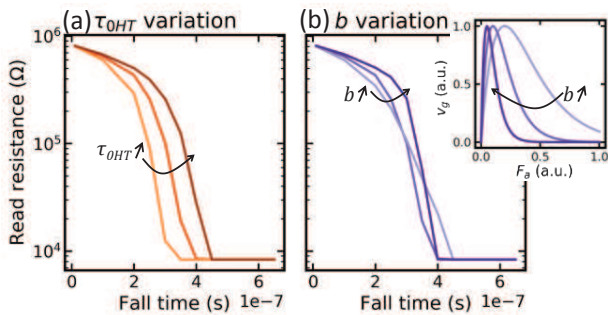 (a) τ0HT variation
(b) b variation
Read resistance (Ω)
10^6
10^5
10^4
τ0HT
0 2 4 6
Fall time (s) 1e−7
b
0 2 4 6
Fall time (s) 1e−7
vg (a.u.)
1.0
0.5
0.0
b
0.0 0.5 1.0
Fa (a.u.)